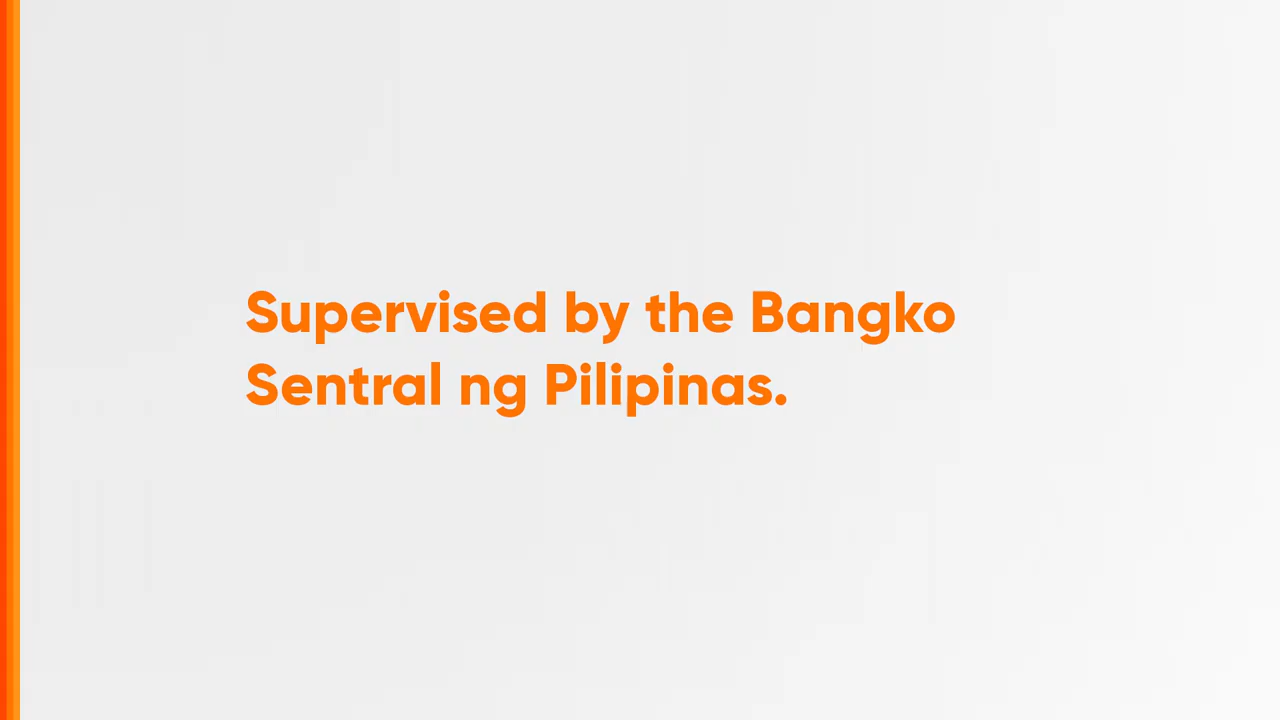 Supervised by the Bangko
Sentral ng Pilipinas.